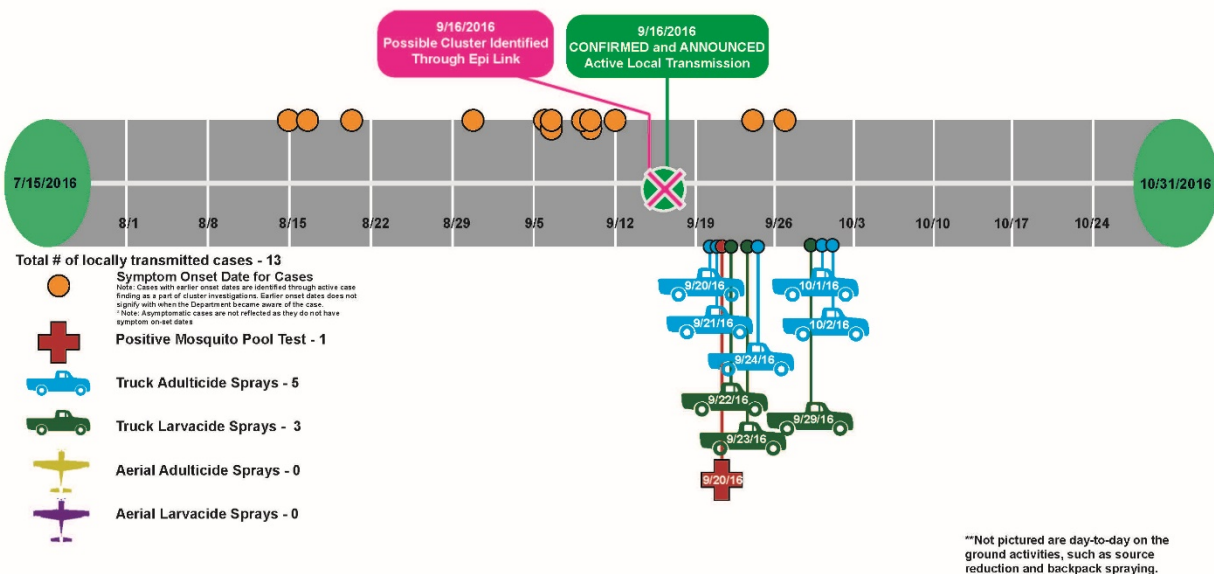 9/16/2016
Possible Cluster Identified
Through Epi Link
9/16/2016
CONFIRMED and ANNOUNCED
Active Local Transmission
7/15/2016
10/31/2016
8/1
8/8
8/15
8/22
8/29
9/5
9/12
9/19
9/26
10/3
10/10
10/17
10/24
Total # of locally transmitted cases - 13
Symptom Onset Date for Cases
Note: Cases with earlier onset dates are identified through active case
finding as a part of cluster investigations. Earlier onset dates does not
signify with when the Department became aware of the case.
* Note: Asymptomatic cases are not reflected as they do not have
symptom on-set dates
Positive Mosquito Pool Test - 1
Truck Adulticide Sprays - 5
Truck Larvacide Sprays - 3
Aerial Adulticide Sprays - 0
Aerial Larvacide Sprays - 0
9/20/16
10/1/16
9/21/16
10/2/16
9/24/16
9/22/16
9/29/16
9/23/16
9/20/16
**Not pictured are day-to-day on the
ground activities, such as source
reduction and backpack spraying.